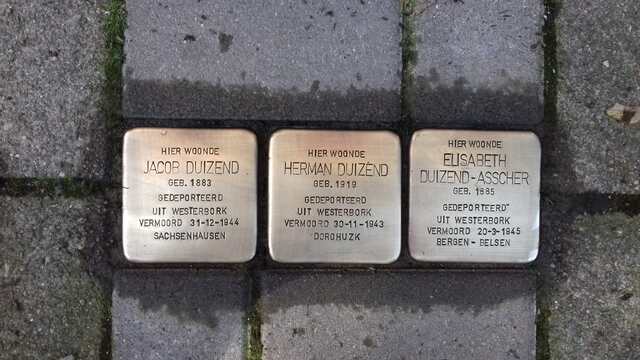 HIER WOONDE
JACOB DUIZEND
GEB. 1883
GEDEPORTEERD
UIT WESTERBORK
VERMOORD 31-12-1944
SACHSENHAUSEN
HIER WOONDE
HERMAN DUIZEND
GEB. 1919
GEDEPORTEERD
UIT WESTERBORK
VERMOORD 30-11-1943
DOROHUZK
HIER WOONDE
ELISABETH
DUIZEND-ASSCHER
GEB. 1885
GEDEPORTEERD
UIT WESTERBORK
VERMOORD 20-3-1945
BERGEN-BELSEN